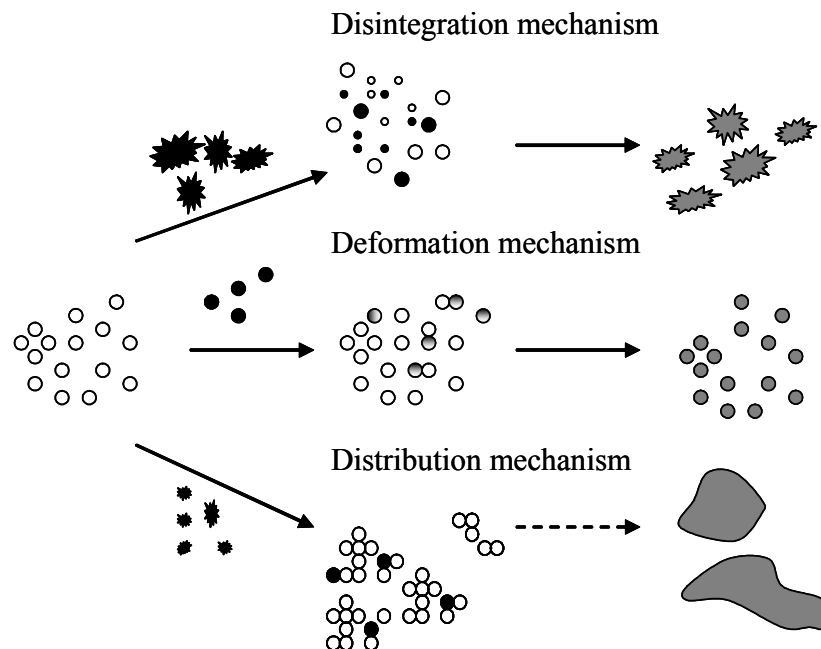 Disintegration mechanism
Deformation mechanism
Distribution mechanism